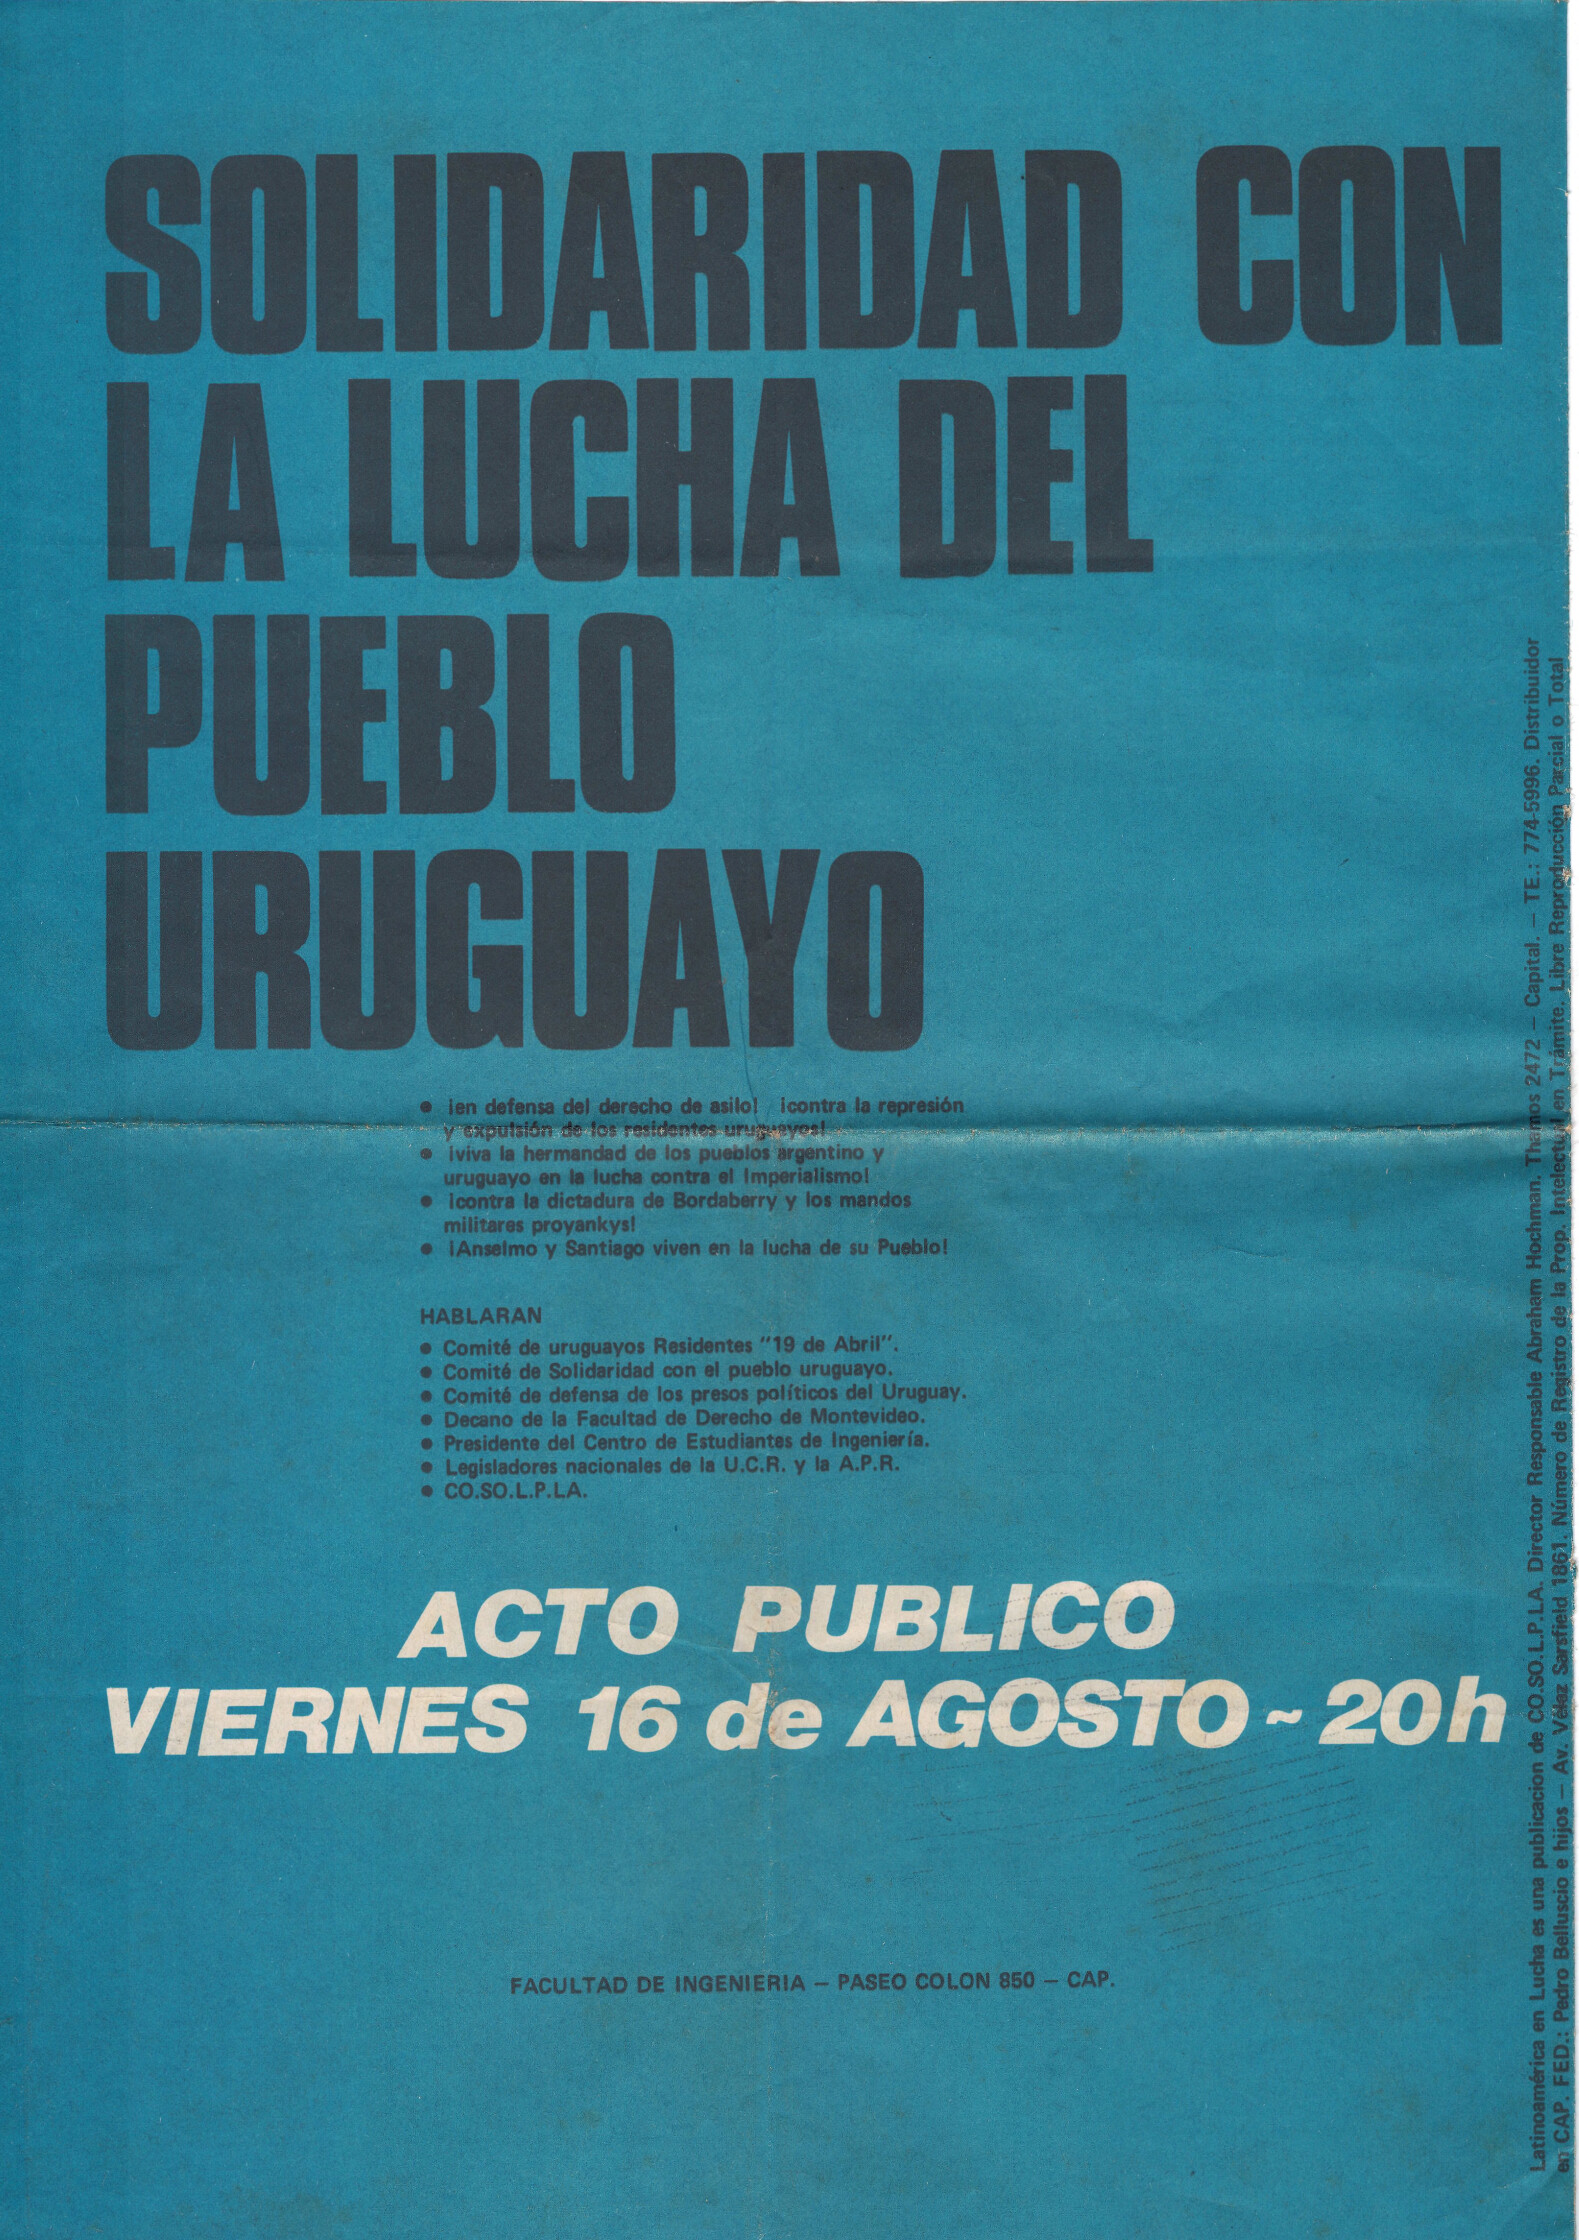 SOLIDARIDAD CON
LA LUCHA DEL
PUEBLO
URUGUAYO
● ¡en defensa del derecho de asilo! ¡contra la represión
y expulsión de los residentes uruguayos!
● ¡viva la hermandad de los pueblos argentino y
uruguayo en la lucha contra el Imperialismo!
● ¡contra la dictadura de Bordaberry y los mandos
militares proyankys!
● ¡Anselmo y Santiago viven en la lucha de su Pueblo!
HABLARAN
● Comité de uruguayos Residentes "19 de Abril".
● Comité de Solidaridad con el pueblo uruguayo.
● Comité de defensa de los presos políticos del Uruguay.
● Decano de la Facultad de Derecho de Montevideo.
● Presidente del Centro de Estudiantes de Ingeniería.
● Legisladores nacionales de la U.C.R. y la A.P.R.
● CO.SO.L.P.LA.
ACTO PUBLICO
VIERNES 16 de AGOSTO ~ 20h
FACULTAD DE INGENIERIA – PASEO COLON 850 – CAP.
Latinoamérica en Lucha es una publicacion de CO.SO.L.P.LA. Director Responsable Abraham Hochman. Thamos 2472 – Capital. – TE.: 774-5996. Distribuidor
en CAP. FED.: Pedro Belluscio e hijos – Av. Vélez Sarsfield 1861. Número de Registro de la Prop. Intelectual en Trámite. Libre Reproducción Parcial o Total